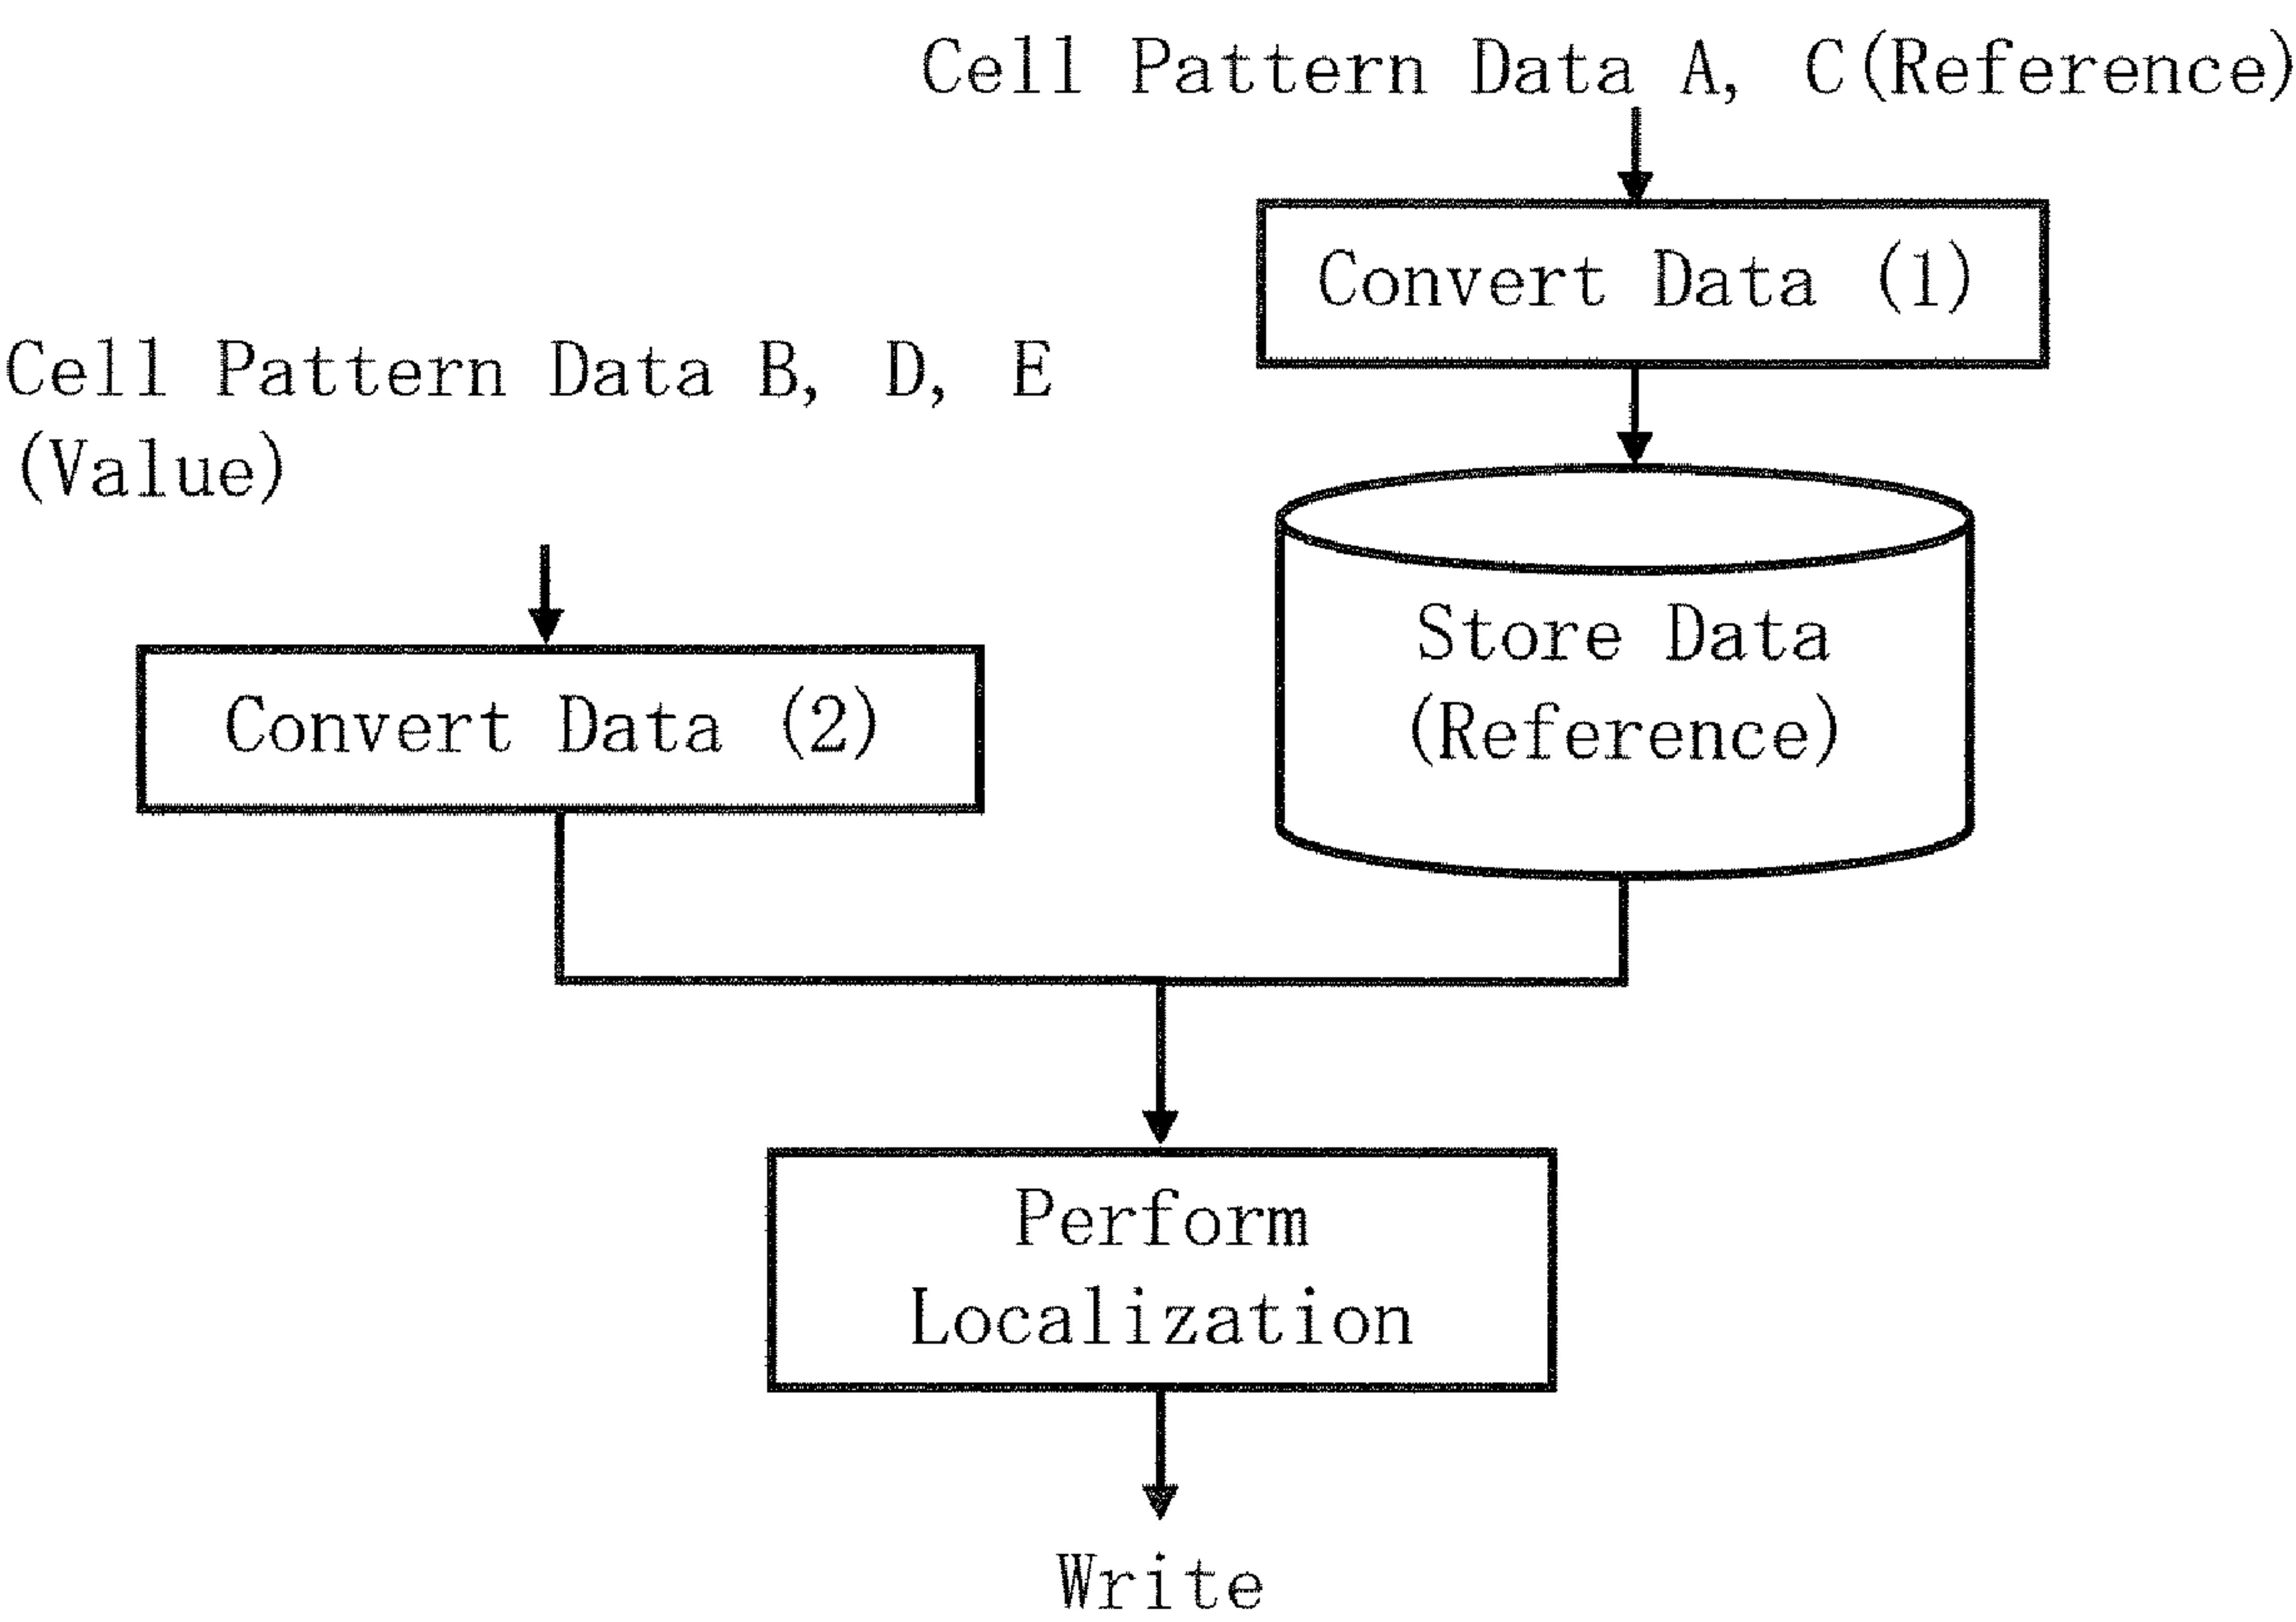 Cell Pattern Data A, C(Reference)
Convert Data (1)
Cell Pattern Data B, D, E
(Value)
Store Data
(Reference)
Convert Data (2)
Perform
Localization
Write